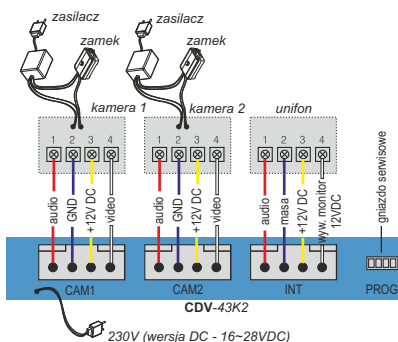 zasilacz
zasilacz
zamek
zamek
kamera 1
kamera 2
unifon
1 2 3 4
1 2 3 4
1 2 3 4
audio
GND
+12V DC
video
audio
GND
+12V DC
video
audio
masa
+12V DC
wyw. monitor
12VDC
gniazdo serwisowe
CAM1
CAM2
INT
PROG
CDV-43K2
230V (wersja DC - 16~28VDC)